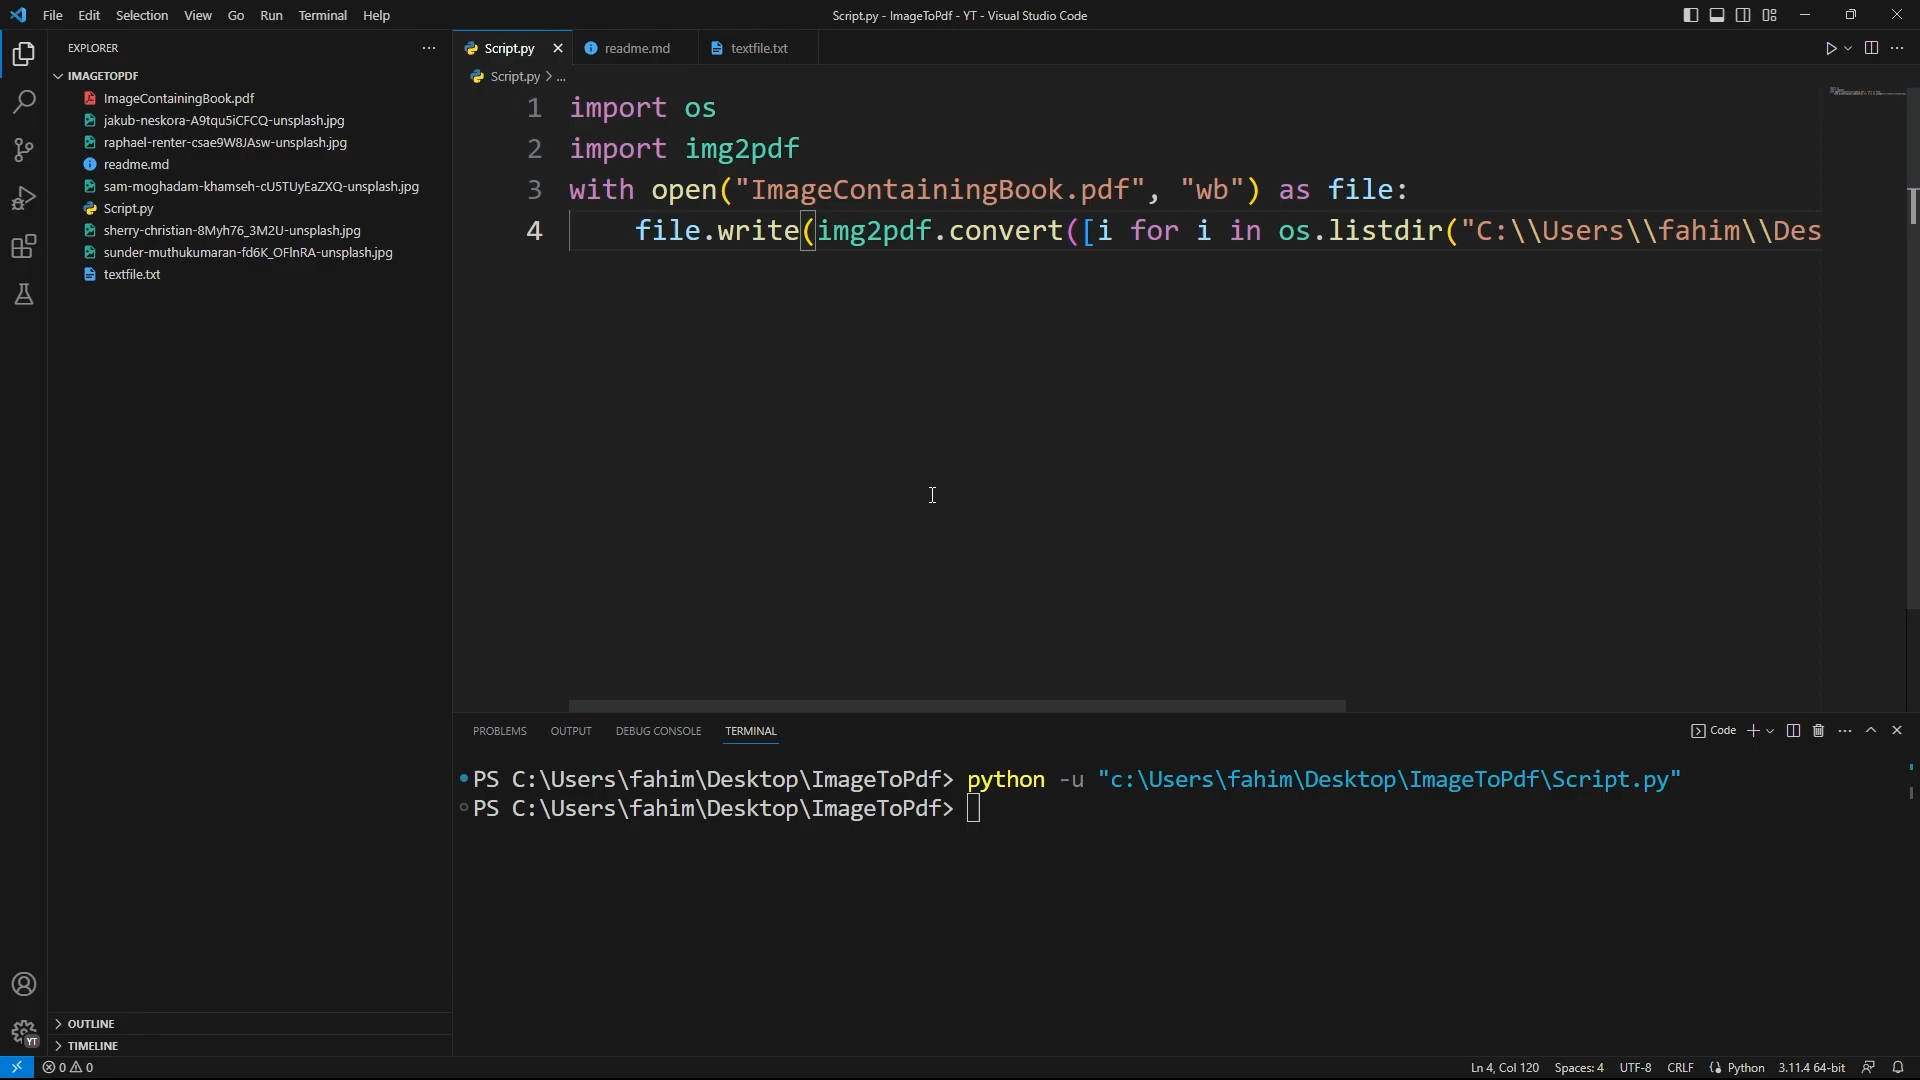 File Edit Selection View Go Run Terminal Help
Script.py - ImageToPdf - YT - Visual Studio Code
EXPLORER
IMAGETOPDF
ImageContainingBook.pdf
jakub-neskora-A9tqu5iCFCQ-unsplash.jpg
raphael-renter-csae9W8JAsw-unsplash.jpg
readme.md
sam-moghadam-khamseh-cU5TUyEaZXQ-unsplash.jpg
Script.py
sherry-christian-8Myh76_3M2U-unsplash.jpg
sunder-muthukumaran-fd6K_OFlnRA-unsplash.jpg
textfile.txt
OUTLINE
TIMELINE
Script.py readme.md textfile.txt
Script.py > ...
1 import os
2 import img2pdf
3 with open("ImageContainingBook.pdf", "wb") as file:
4 file.write(img2pdf.convert([i for i in os.listdir("C:\\Users\\fahim\\Des
PROBLEMS OUTPUT DEBUG CONSOLE TERMINAL
Code
PS C:\Users\fahim\Desktop\ImageToPdf> python -u "c:\Users\fahim\Desktop\ImageToPdf\Script.py"
PS C:\Users\fahim\Desktop\ImageToPdf>
YT
0 0
Ln 4, Col 120 Spaces: 4 UTF-8 CRLF Python 3.11.4 64-bit